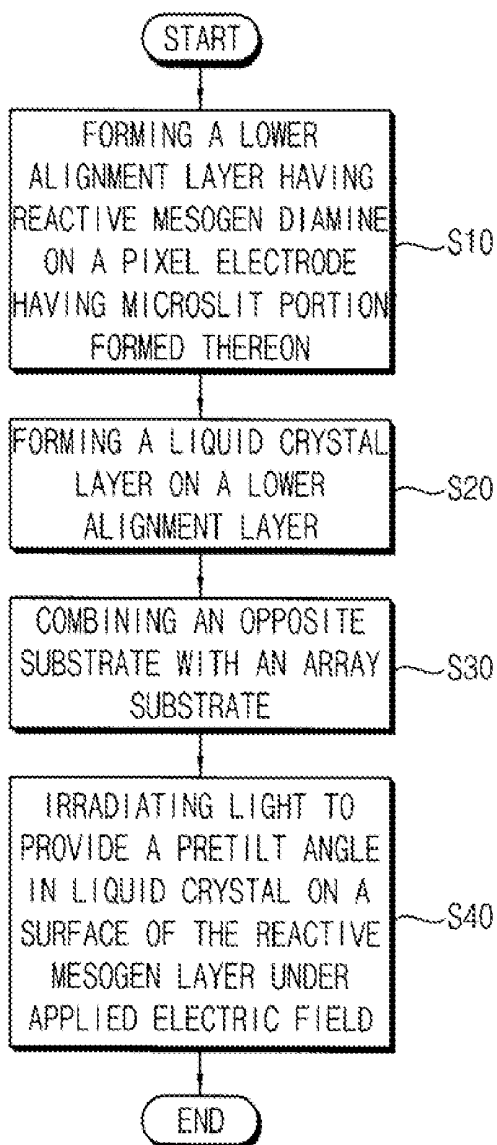 START
FORMING A LOWER
ALIGNMENT LAYER HAVING
REACTIVE MESOGEN DIAMINE
ON A PIXEL ELECTRODE
HAVING MICROSLIT PORTION
FORMED THEREON
S10
FORMING A LIQUID CRYSTAL
LAYER ON A LOWER
ALIGNMENT LAYER
S20
COMBINING AN OPPOSITE
SUBSTRATE WITH AN ARRAY
SUBSTRATE
S30
IRRADIATING LIGHT TO
PROVIDE A PRETILT ANGLE
IN LIQUID CRYSTAL ON A
SURFACE OF THE REACTIVE
MESOGEN LAYER UNDER
APPLIED ELECTRIC FIELD
S40
END